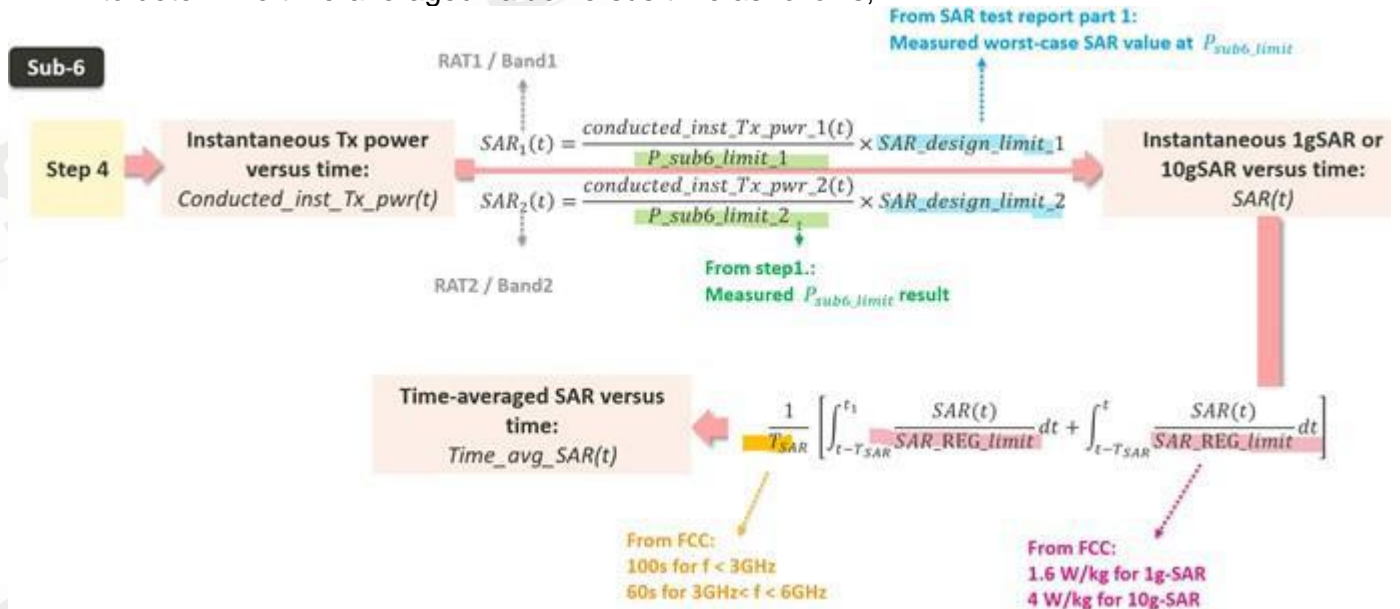 From SAR test report part 1:
Measured worst-case SAR value at P_sub6_limit
Sub-6
RAT1 / Band1
Step 4
Instantaneous Tx power
versus time:
Conducted_inst_Tx_pwr(t)
SAR₁(t) = conducted_inst_Tx_pwr_1(t) / P_sub6_limit_1 × SAR_design_limit_1
SAR₂(t) = conducted_inst_Tx_pwr_2(t) / P_sub6_limit_2 × SAR_design_limit_2
Instantaneous 1gSAR or
10gSAR versus time:
SAR(t)
RAT2 / Band2
From step1.:
Measured P_sub6_limit result
Time-averaged SAR versus
time:
Time_avg_SAR(t)
1/T_SAR [∫_{t−T_SAR}^{t₁} SAR(t)/SAR_REG_limit dt + ∫_{t−T_SAR}^{t} SAR(t)/SAR_REG_limit dt]
From FCC:
100s for f < 3GHz
60s for 3GHz< f < 6GHz
From FCC:
1.6 W/kg for 1g-SAR
4 W/kg for 10g-SAR